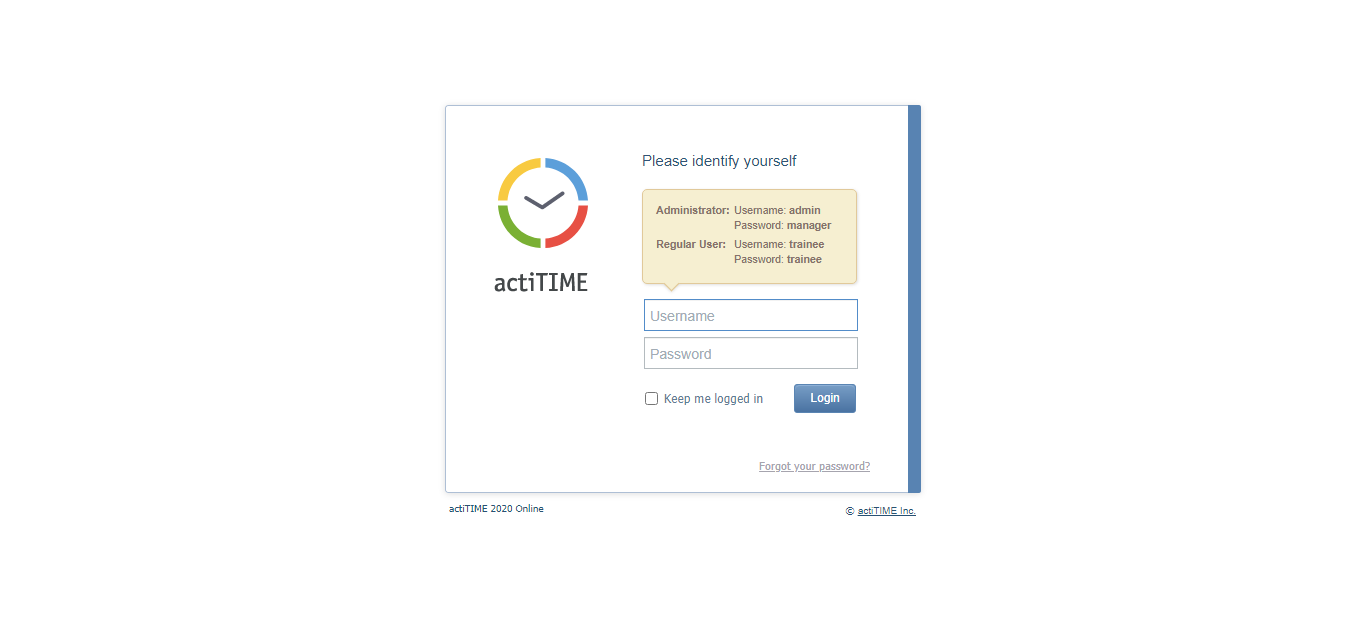 Please identify yourself
Administrator: Username: admin
Password: manager
Regular User: Username: trainee
Password: trainee
actiTIME
Username
Password
Keep me logged in
Login
Forgot your password?
actiTIME 2020 Online
© actiTIME Inc.